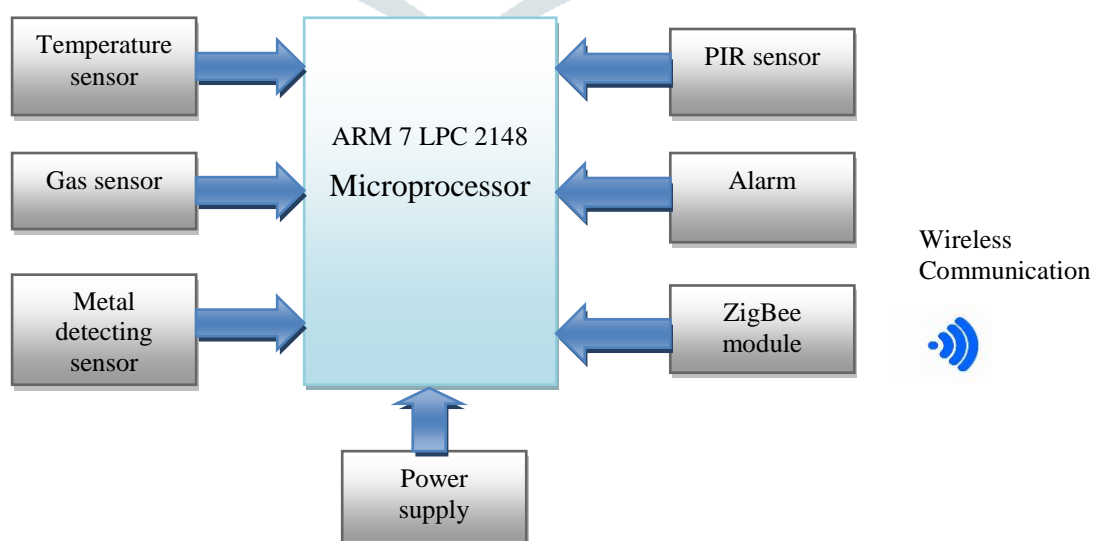 Temperature
sensor
Gas sensor
Metal
detecting
sensor
ARM 7 LPC 2148
Microprocessor
PIR sensor
Alarm
ZigBee
module
Wireless
Communication
Power
supply